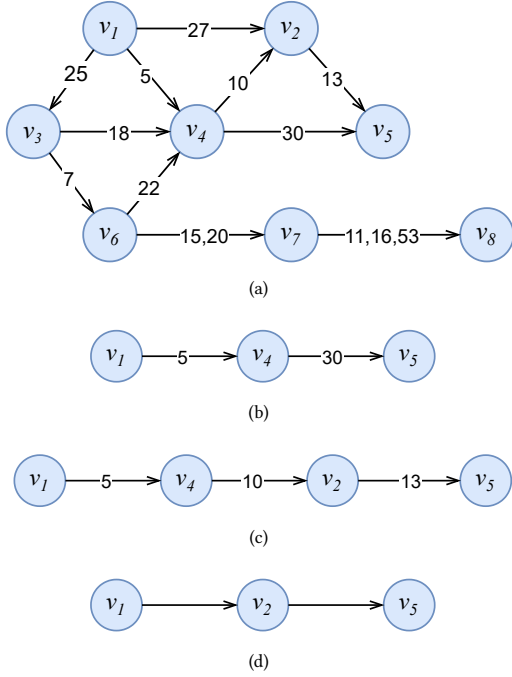 v1 27 v2
25 5 10 13
v3 18 v4 30 v5
7 22
v6 15,20 v7 11,16,53 v8
(a)
v1 5 v4 30 v5
(b)
v1 5 v4 10 v2 13 v5
(c)
v1 v2 v5
(d)